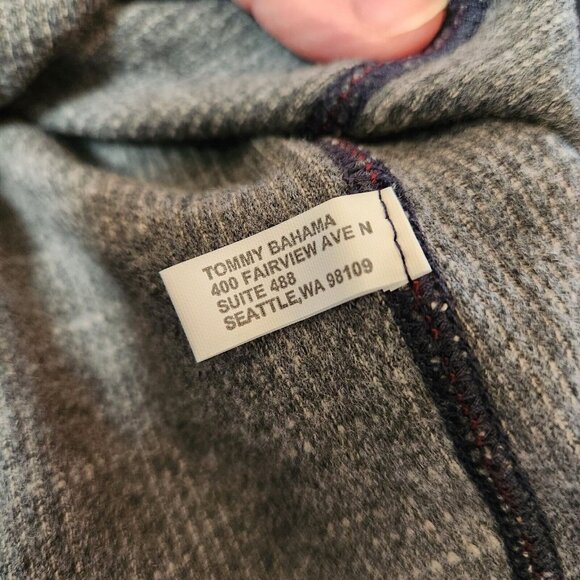 TOMMY BAHAMA
400 FAIRVIEW AVE N
SUITE 488
SEATTLE,WA 98109